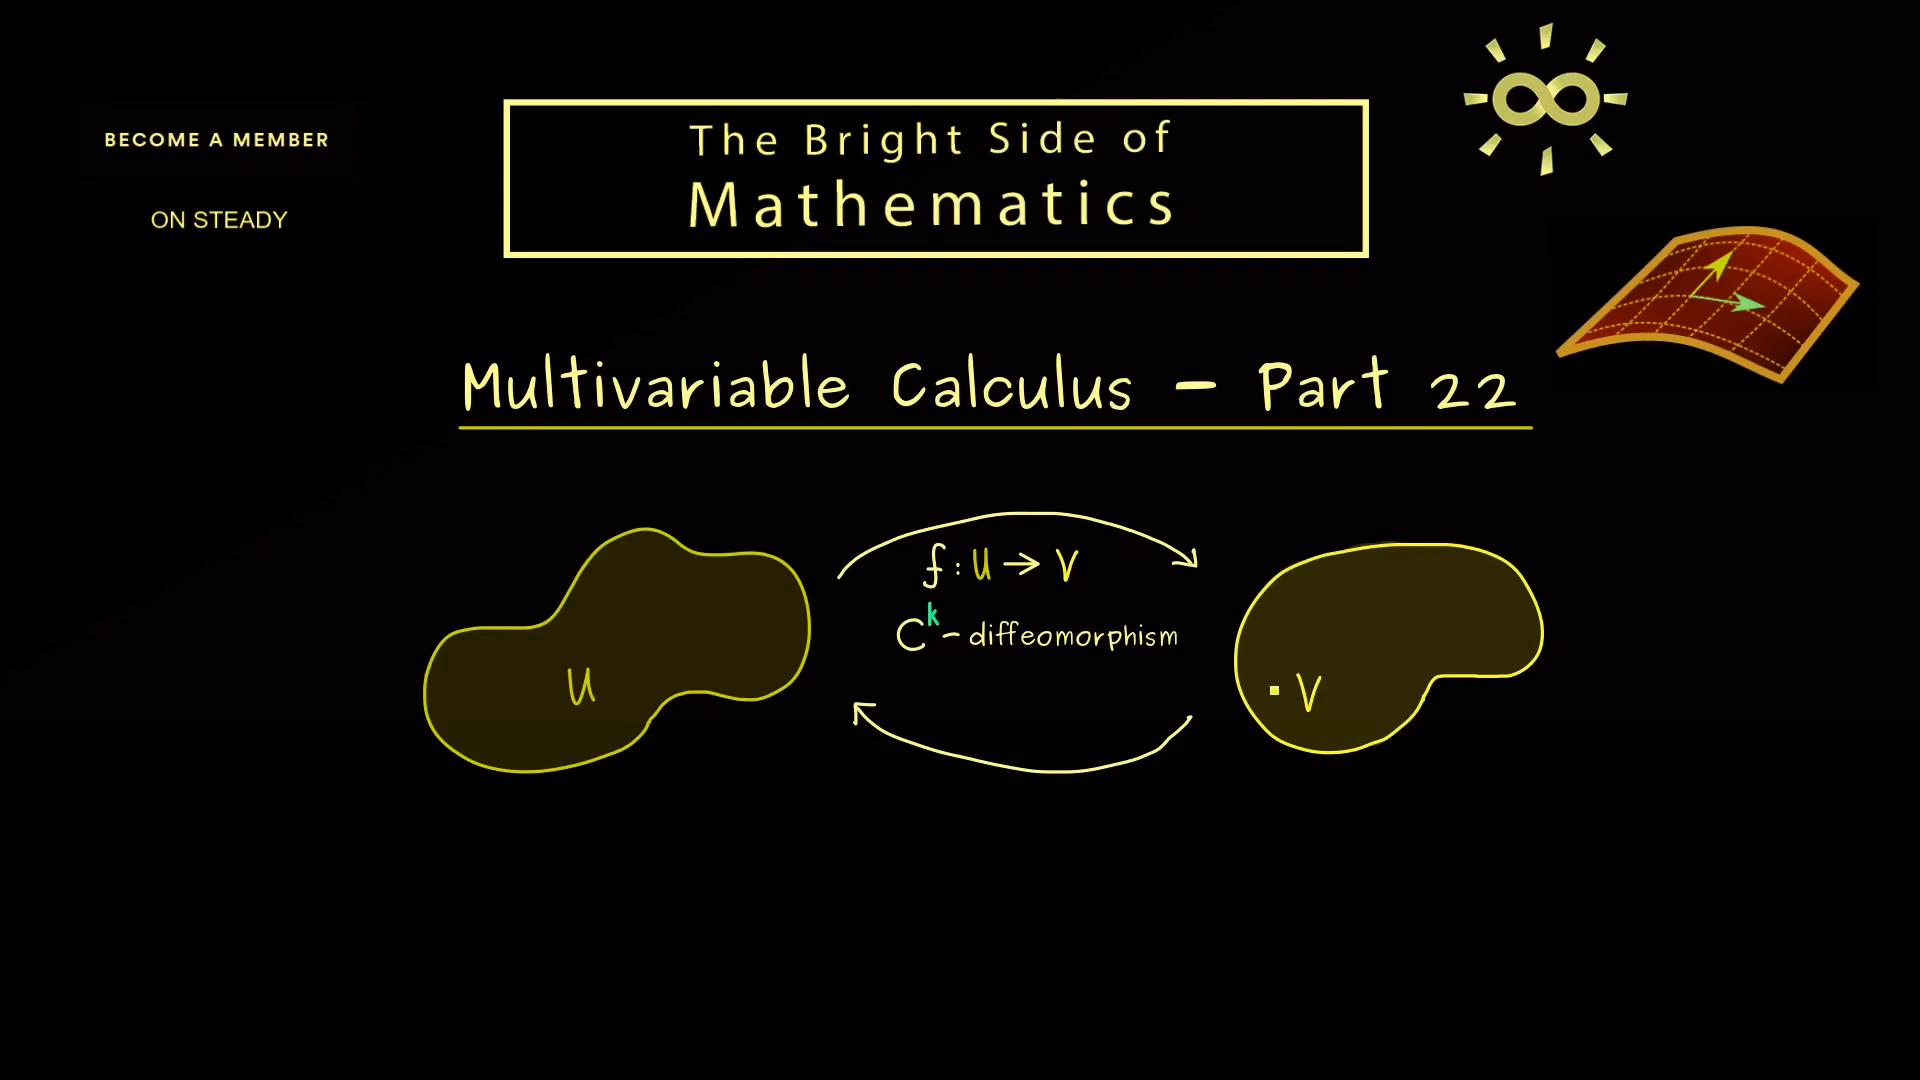 BECOME A MEMBER
ON STEADY
The Bright Side of
Mathematics
Multivariable Calculus - Part 22
f: U → V
C^k - diffeomorphism
U
V